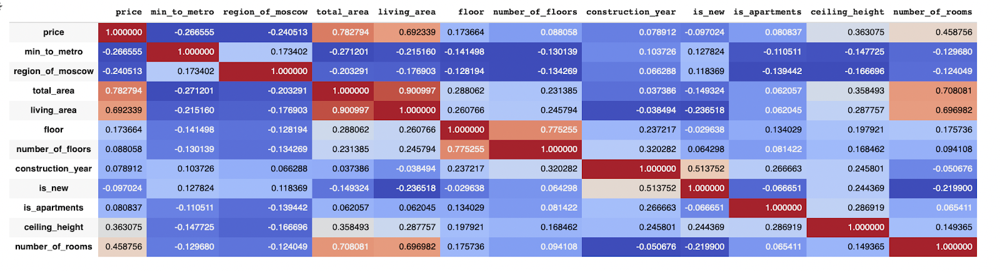 price min_to_metro region_of_moscow total_area living_area floor number_of_floors construction_year is_new is_apartments ceiling_height number_of_rooms
price 1.000000 -0.266555 -0.240513 0.782794 0.692339 0.173664 0.088058 0.078912 -0.097024 0.080837 0.363075 0.458756
min_to_metro -0.266555 1.000000 0.173402 -0.271201 -0.215160 -0.141498 -0.130139 0.103726 0.127824 -0.110511 -0.147725 -0.129680
region_of_moscow -0.240513 0.173402 1.000000 -0.203291 -0.176903 -0.128194 -0.134269 0.066288 0.118369 -0.139442 -0.166696 -0.124049
total_area 0.782794 -0.271201 -0.203291 1.000000 0.900997 0.288062 0.231385 0.037386 -0.149324 0.062057 0.358493 0.708081
living_area 0.692339 -0.215160 -0.176903 0.900997 1.000000 0.260766 0.245794 -0.038494 -0.236518 0.062045 0.287757 0.696982
floor 0.173664 -0.141498 -0.128194 0.288062 0.260766 1.000000 0.775255 0.237217 -0.029638 0.134029 0.197921 0.175736
number_of_floors 0.088058 -0.130139 -0.134269 0.231385 0.245794 0.775255 1.000000 0.320282 0.064298 0.081422 0.168462 0.094108
construction_year 0.078912 0.103726 0.066288 0.037386 -0.038494 0.237217 0.320282 1.000000 0.513752 0.266663 0.245801 -0.050676
is_new -0.097024 0.127824 0.118369 -0.149324 -0.236518 -0.029638 0.064298 0.513752 1.000000 -0.066651 0.244369 -0.219900
is_apartments 0.080837 -0.110511 -0.139442 0.062057 0.062045 0.134029 0.081422 0.266663 -0.066651 1.000000 0.286919 0.065411
ceiling_height 0.363075 -0.147725 -0.166696 0.358493 0.287757 0.197921 0.168462 0.245801 0.244369 0.286919 1.000000 0.149365
number_of_rooms 0.458756 -0.129680 -0.124049 0.708081 0.696982 0.175736 0.094108 -0.050676 -0.219900 0.065411 0.149365 1.000000